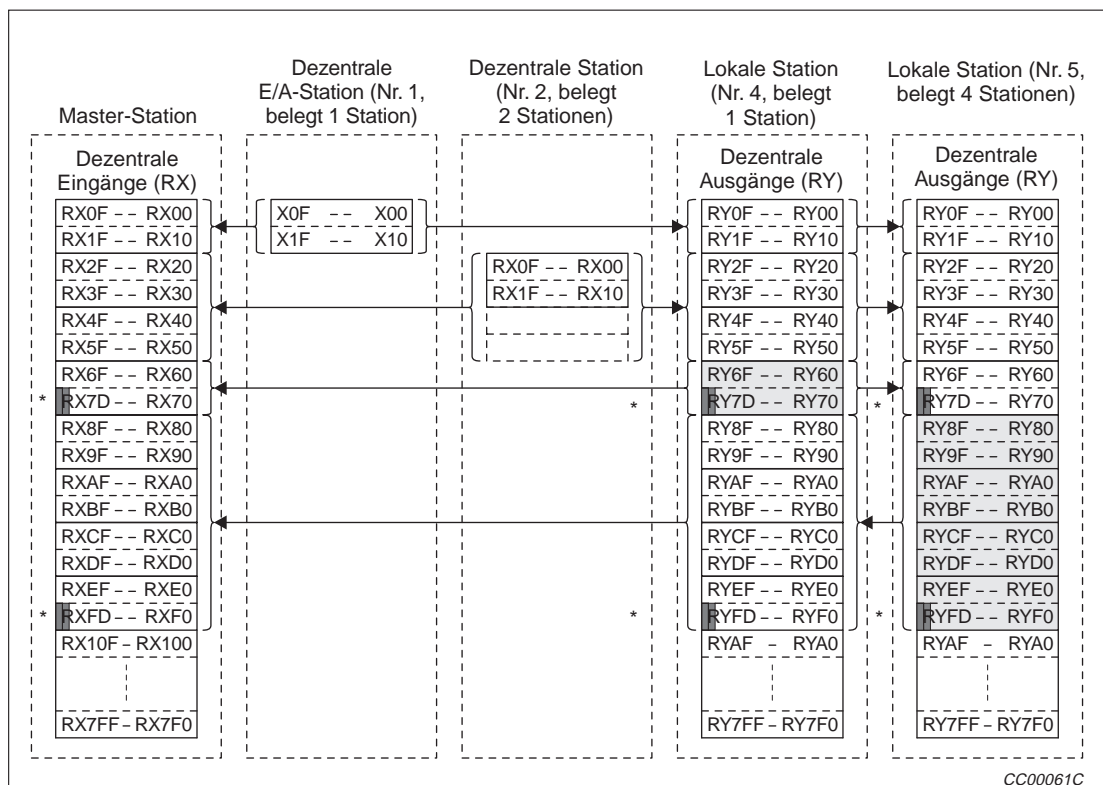 Master-Station
Dezentrale
E/A-Station (Nr. 1,
belegt 1 Station)
Dezentrale Station
(Nr. 2, belegt
2 Stationen)
Lokale Station
(Nr. 4, belegt
1 Station)
Lokale Station (Nr. 5,
belegt 4 Stationen)
Dezentrale
Eingänge (RX)
RX0F -- RX00
RX1F -- RX10
RX2F -- RX20
RX3F -- RX30
RX4F -- RX40
RX5F -- RX50
RX6F -- RX60
* RX7D -- RX70
RX8F -- RX80
RX9F -- RX90
RXAF -- RXA0
RXBF -- RXB0
RXCF -- RXC0
RXDF -- RXD0
RXEF -- RXE0
* RXFD -- RXF0
RX10F - RX100
RX7FF - RX7F0
X0F -- X00
X1F -- X10
RX0F -- RX00
RX1F -- RX10
Dezentrale
Ausgänge (RY)
RY0F -- RY00
RY1F -- RY10
RY2F -- RY20
RY3F -- RY30
RY4F -- RY40
RY5F -- RY50
RY6F -- RY60
* RY7D -- RY70
RY8F -- RY80
RY9F -- RY90
RYAF -- RYA0
RYBF -- RYB0
RYCF -- RYC0
RYDF -- RYD0
RYEF -- RYE0
* RYFD -- RYF0
RYAF - RYA0
RY7FF - RY7F0
Dezentrale
Ausgänge (RY)
RY0F -- RY00
RY1F -- RY10
RY2F -- RY20
RY3F -- RY30
RY4F -- RY40
RY5F -- RY50
RY6F -- RY60
* RY7D -- RY70
RY8F -- RY80
RY9F -- RY90
RYAF -- RYA0
RYBF -- RYB0
RYCF -- RYC0
RYDF -- RYD0
RYEF -- RYE0
* RYFD -- RYF0
RYAF - RYA0
RY7FF - RY7F0
CC00061C